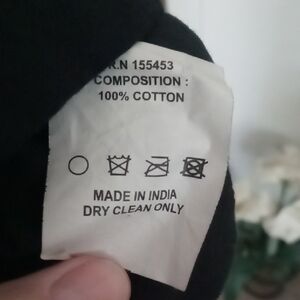 R.N 155453
COMPOSITION :
100% COTTON
MADE IN INDIA
DRY CLEAN ONLY